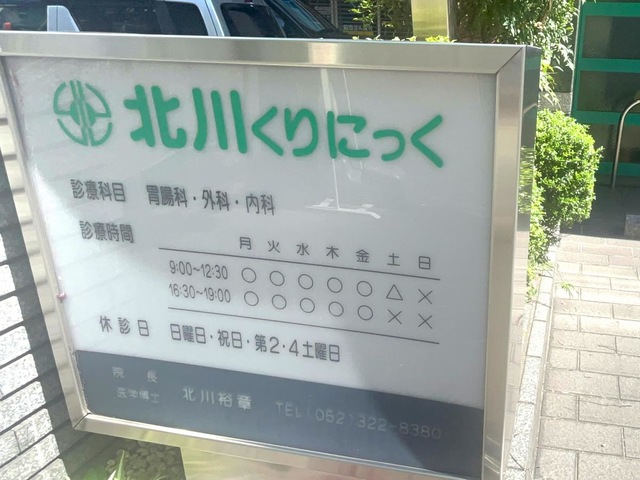 北川くりにっく
診療科目 胃腸科・外科・内科
診療時間
月 火 水 木 金 土 日
9:00~12:30 ○ ○ ○ ○ ○ △ ×
16:30~19:00 ○ ○ ○ ○ ○ × ×
休診日 日曜日・祝日・第2・4土曜日
院長
医学博士 北川裕章 TEL(052)322-8380